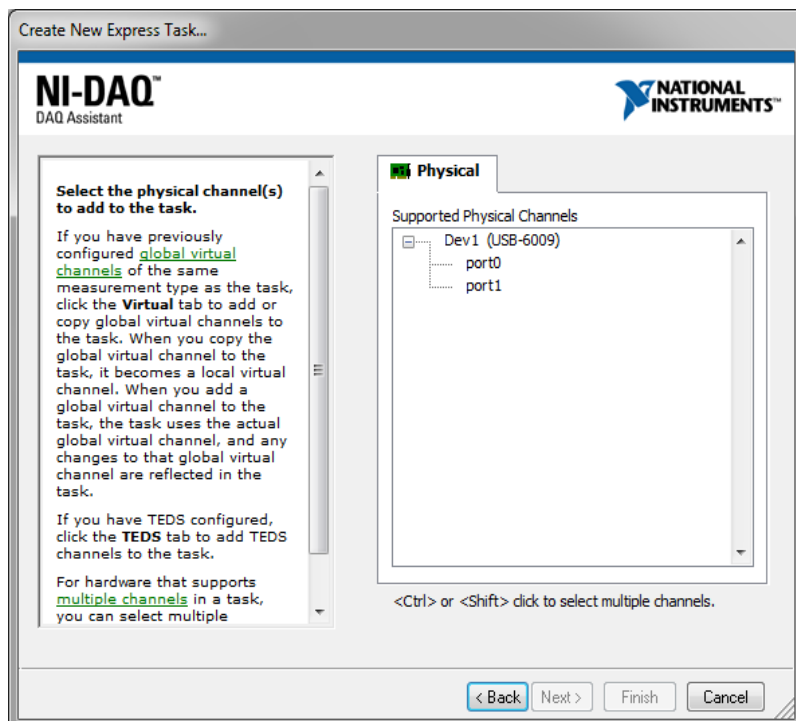 Create New Express Task...
NI-DAQ™
DAQ Assistant
NATIONAL
INSTRUMENTS™
Select the physical channel(s)
to add to the task.
If you have previously
configured global virtual
channels of the same
measurement type as the task,
click the Virtual tab to add or
copy global virtual channels to
the task. When you copy the
global virtual channel to the
task, it becomes a local virtual
channel. When you add a
global virtual channel to the
task, the task uses the actual
global virtual channel, and any
changes to that global virtual
channel are reflected in the
task.
If you have TEDS configured,
click the TEDS tab to add TEDS
channels to the task.
For hardware that supports
multiple channels in a task,
you can select multiple
Physical
Supported Physical Channels
Dev1 (USB-6009)
port0
port1
<Ctrl> or <Shift> click to select multiple channels.
< Back
Next >
Finish
Cancel